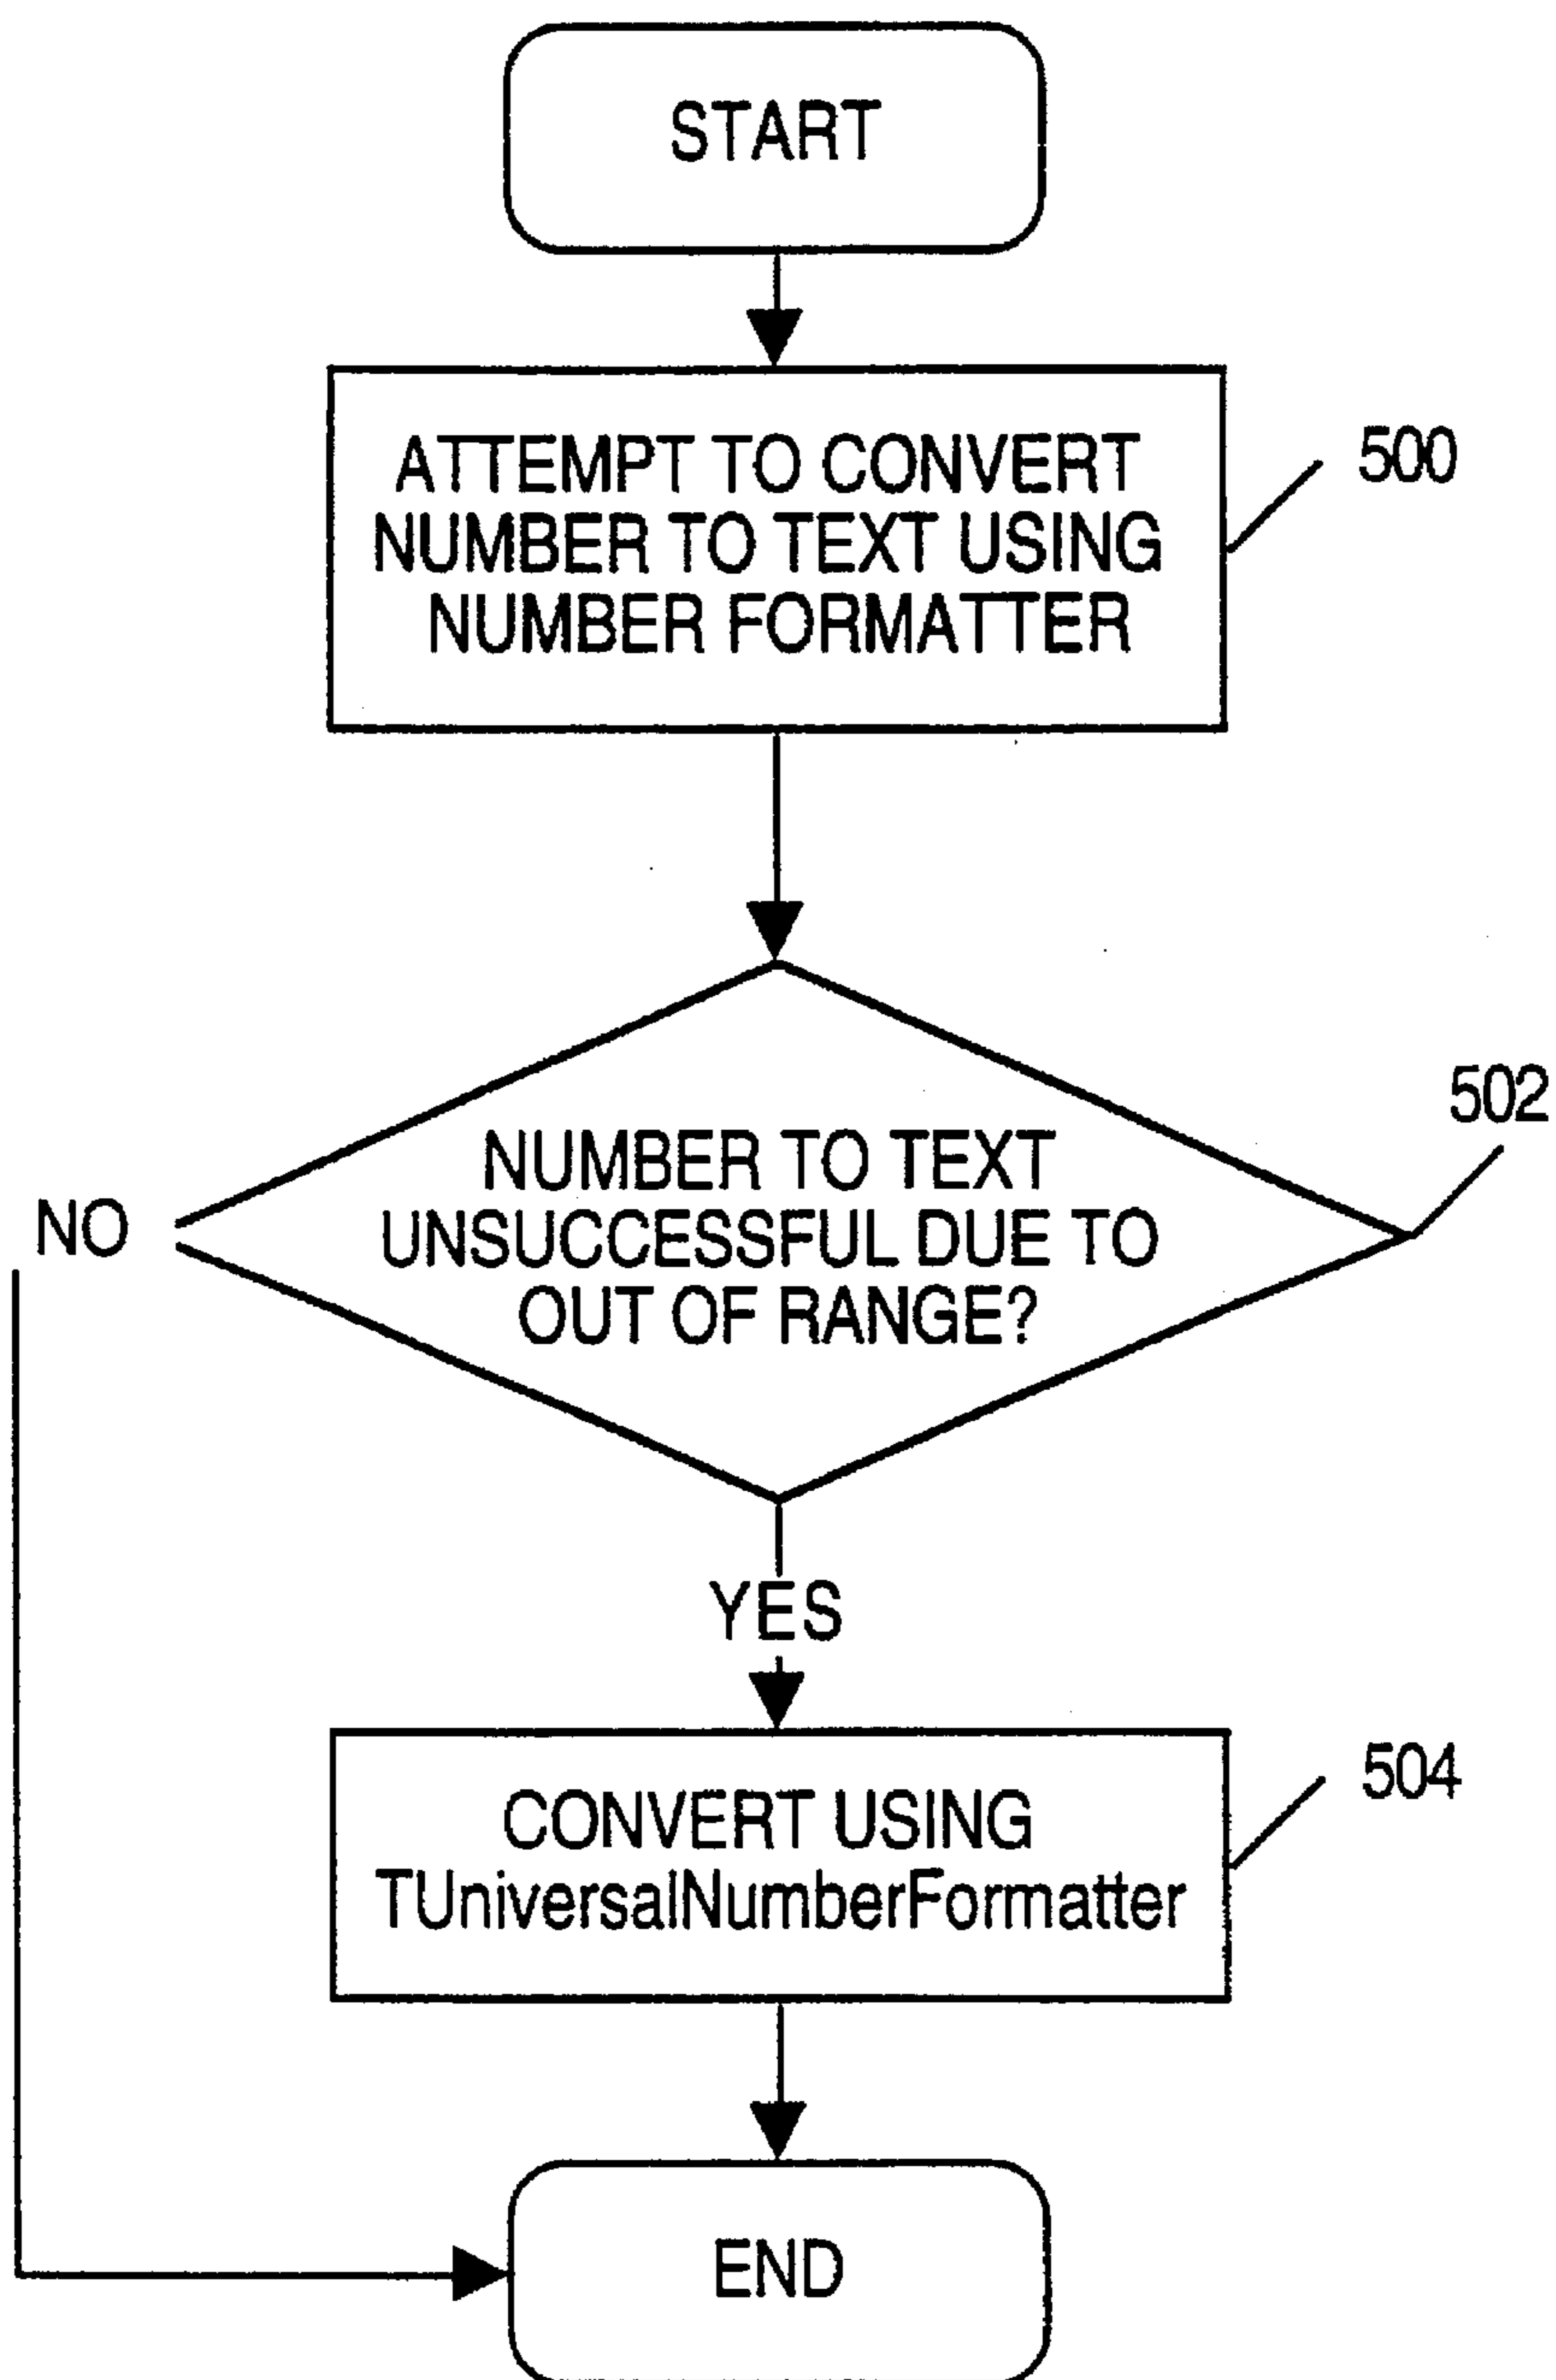 START
ATTEMPT TO CONVERT
NUMBER TO TEXT USING
NUMBER FORMATTER
500
502
NUMBER TO TEXT
UNSUCCESSFUL DUE TO
OUT OF RANGE?
NO
YES
CONVERT USING
TUniversalNumberFormatter
504
END